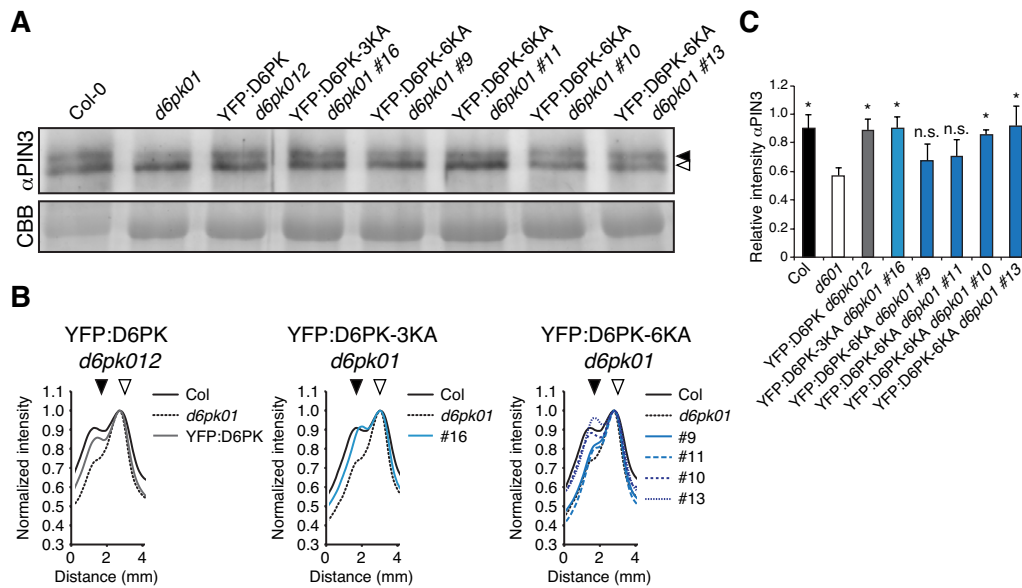 A
Col-0
d6pk01
YFP:D6PK
d6pk012
YFP:D6PK-3KA
d6pk01 #16
YFP:D6PK-6KA
d6pk01 #9
YFP:D6PK-6KA
d6pk01 #11
YFP:D6PK-6KA
d6pk01 #10
YFP:D6PK-6KA
d6pk01 #13
αPIN3
CBB
B
YFP:D6PK
d6pk012
Normalized intensity
1.1
1.0
0.9
0.8
0.7
0.6
0.5
0.4
0.3
0 2 4
Distance (mm)
Col
d6pk01
YFP:D6PK
YFP:D6PK-3KA
d6pk01
Normalized intensity
1.1
1.0
0.9
0.8
0.7
0.6
0.5
0.4
0.3
0 2 4
Distance (mm)
Col
d6pk01
#16
YFP:D6PK-6KA
d6pk01
Normalized intensity
1.1
1.0
0.9
0.8
0.7
0.6
0.5
0.4
0.3
0 2 4
Distance (mm)
Col
d6pk01
#9
#11
#10
#13
C
Relative intensity αPIN3
1.2
1.0
0.8
0.6
0.4
0.2
0
* * * n.s. n.s. * *
Col
d601
YFP:D6PK d6pk012
YFP:D6PK-3KA d6pk01 #16
YFP:D6PK-6KA d6pk01 #9
YFP:D6PK-6KA d6pk01 #11
YFP:D6PK-6KA d6pk01 #10
YFP:D6PK-6KA d6pk01 #13